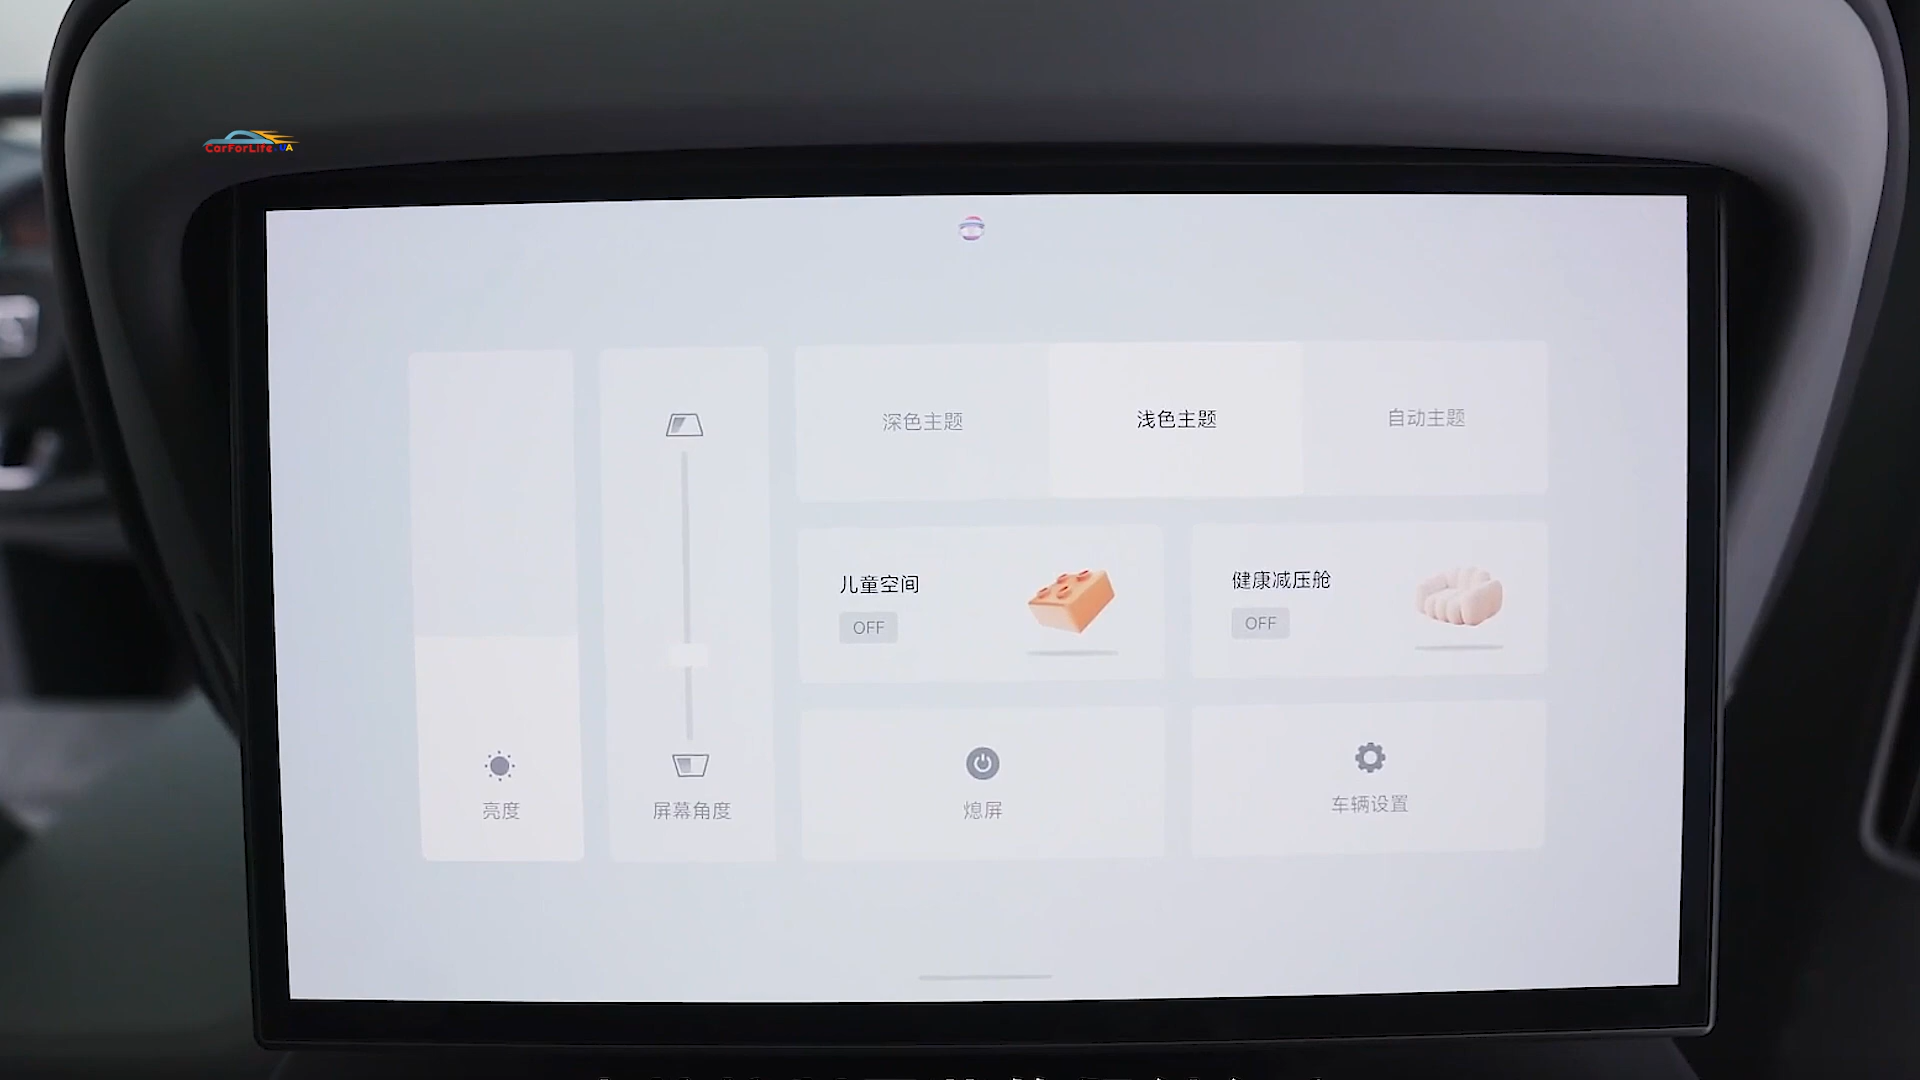 CarForLife.UA
深色主题
浅色主题
自动主题
儿童空间
OFF
健康减压舱
OFF
亮度
屏幕角度
熄屏
车辆设置